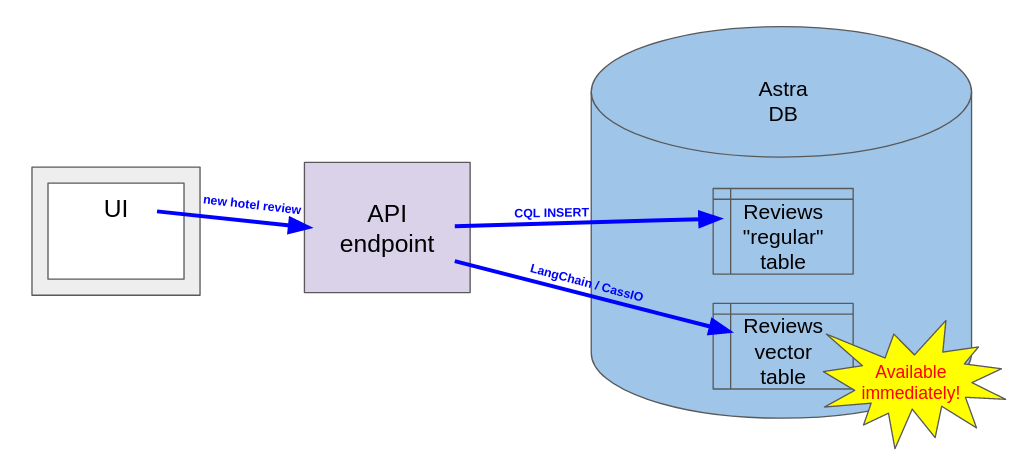 UI
new hotel review
API
endpoint
CQL INSERT
LangChain / CassIO
Astra
DB
Reviews
"regular"
table
Reviews
vector
table
Available
immediately!